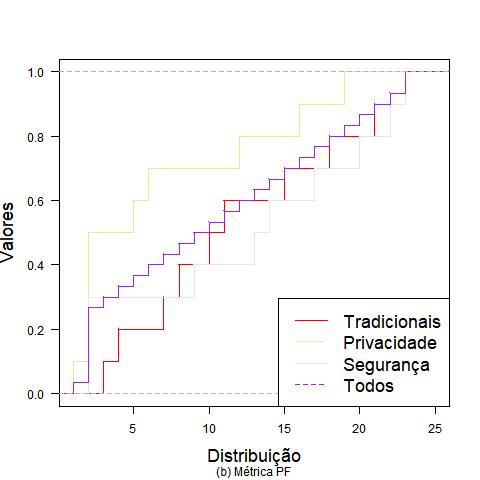 Valores
1.0
0.8
0.6
0.4
0.2
0.0
Tradicionais
Privacidade
Segurança
Todos
5 10 15 20 25
Distribuição
(b) Métrica PF